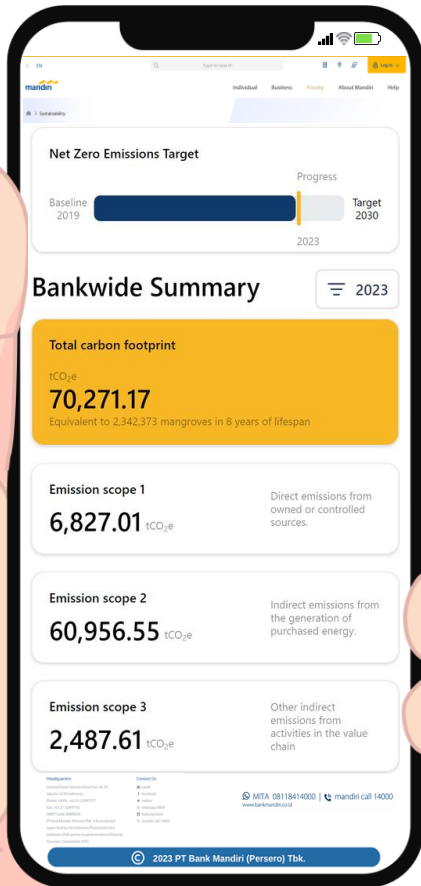 EN
Type to search
Log In
mandiri
Individual Business Priority About Mandiri Help
> Sustainability
Net Zero Emissions Target
Progress
Baseline
2019
Target
2030
2023
Bankwide Summary
2023
Total carbon footprint
tCO₂e
70,271.17
Equivalent to 2,342,373 mangroves in 8 years of lifespan
Emission scope 1
6,827.01 tCO₂e
Direct emissions from
owned or controlled
sources.
Emission scope 2
60,956.55 tCO₂e
Indirect emissions from
the generation of
purchased energy.
Emission scope 3
2,487.61 tCO₂e
Other indirect
emissions from
activities in the value
chain
Headquarters
Contact Us
MITA 08118414000 | mandiri call 14000
www.bankmandiri.co.id
© 2023 PT Bank Mandiri (Persero) Tbk.